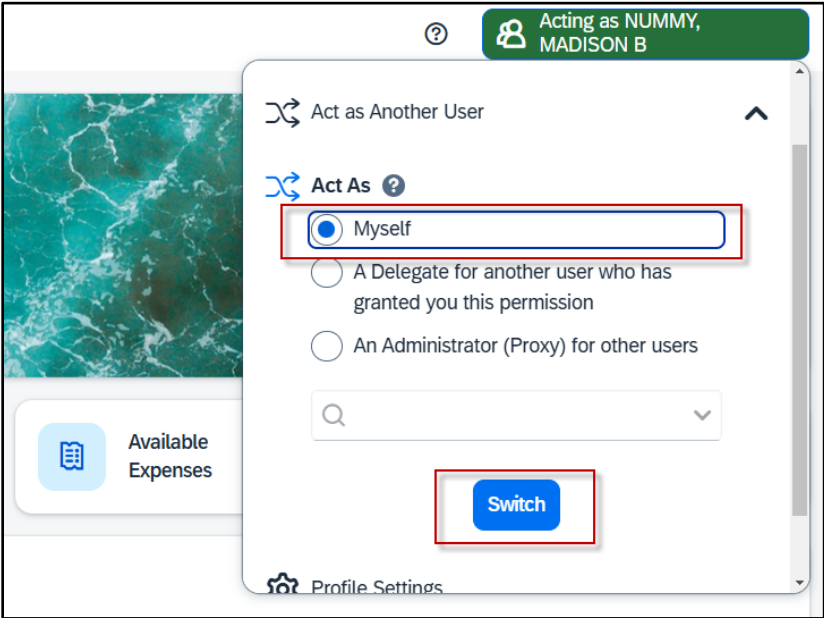 Acting as NUMMY,
MADISON B
Act as Another User
Act As
Myself
A Delegate for another user who has
granted you this permission
An Administrator (Proxy) for other users
Available
Expenses
Switch
Profile Settings